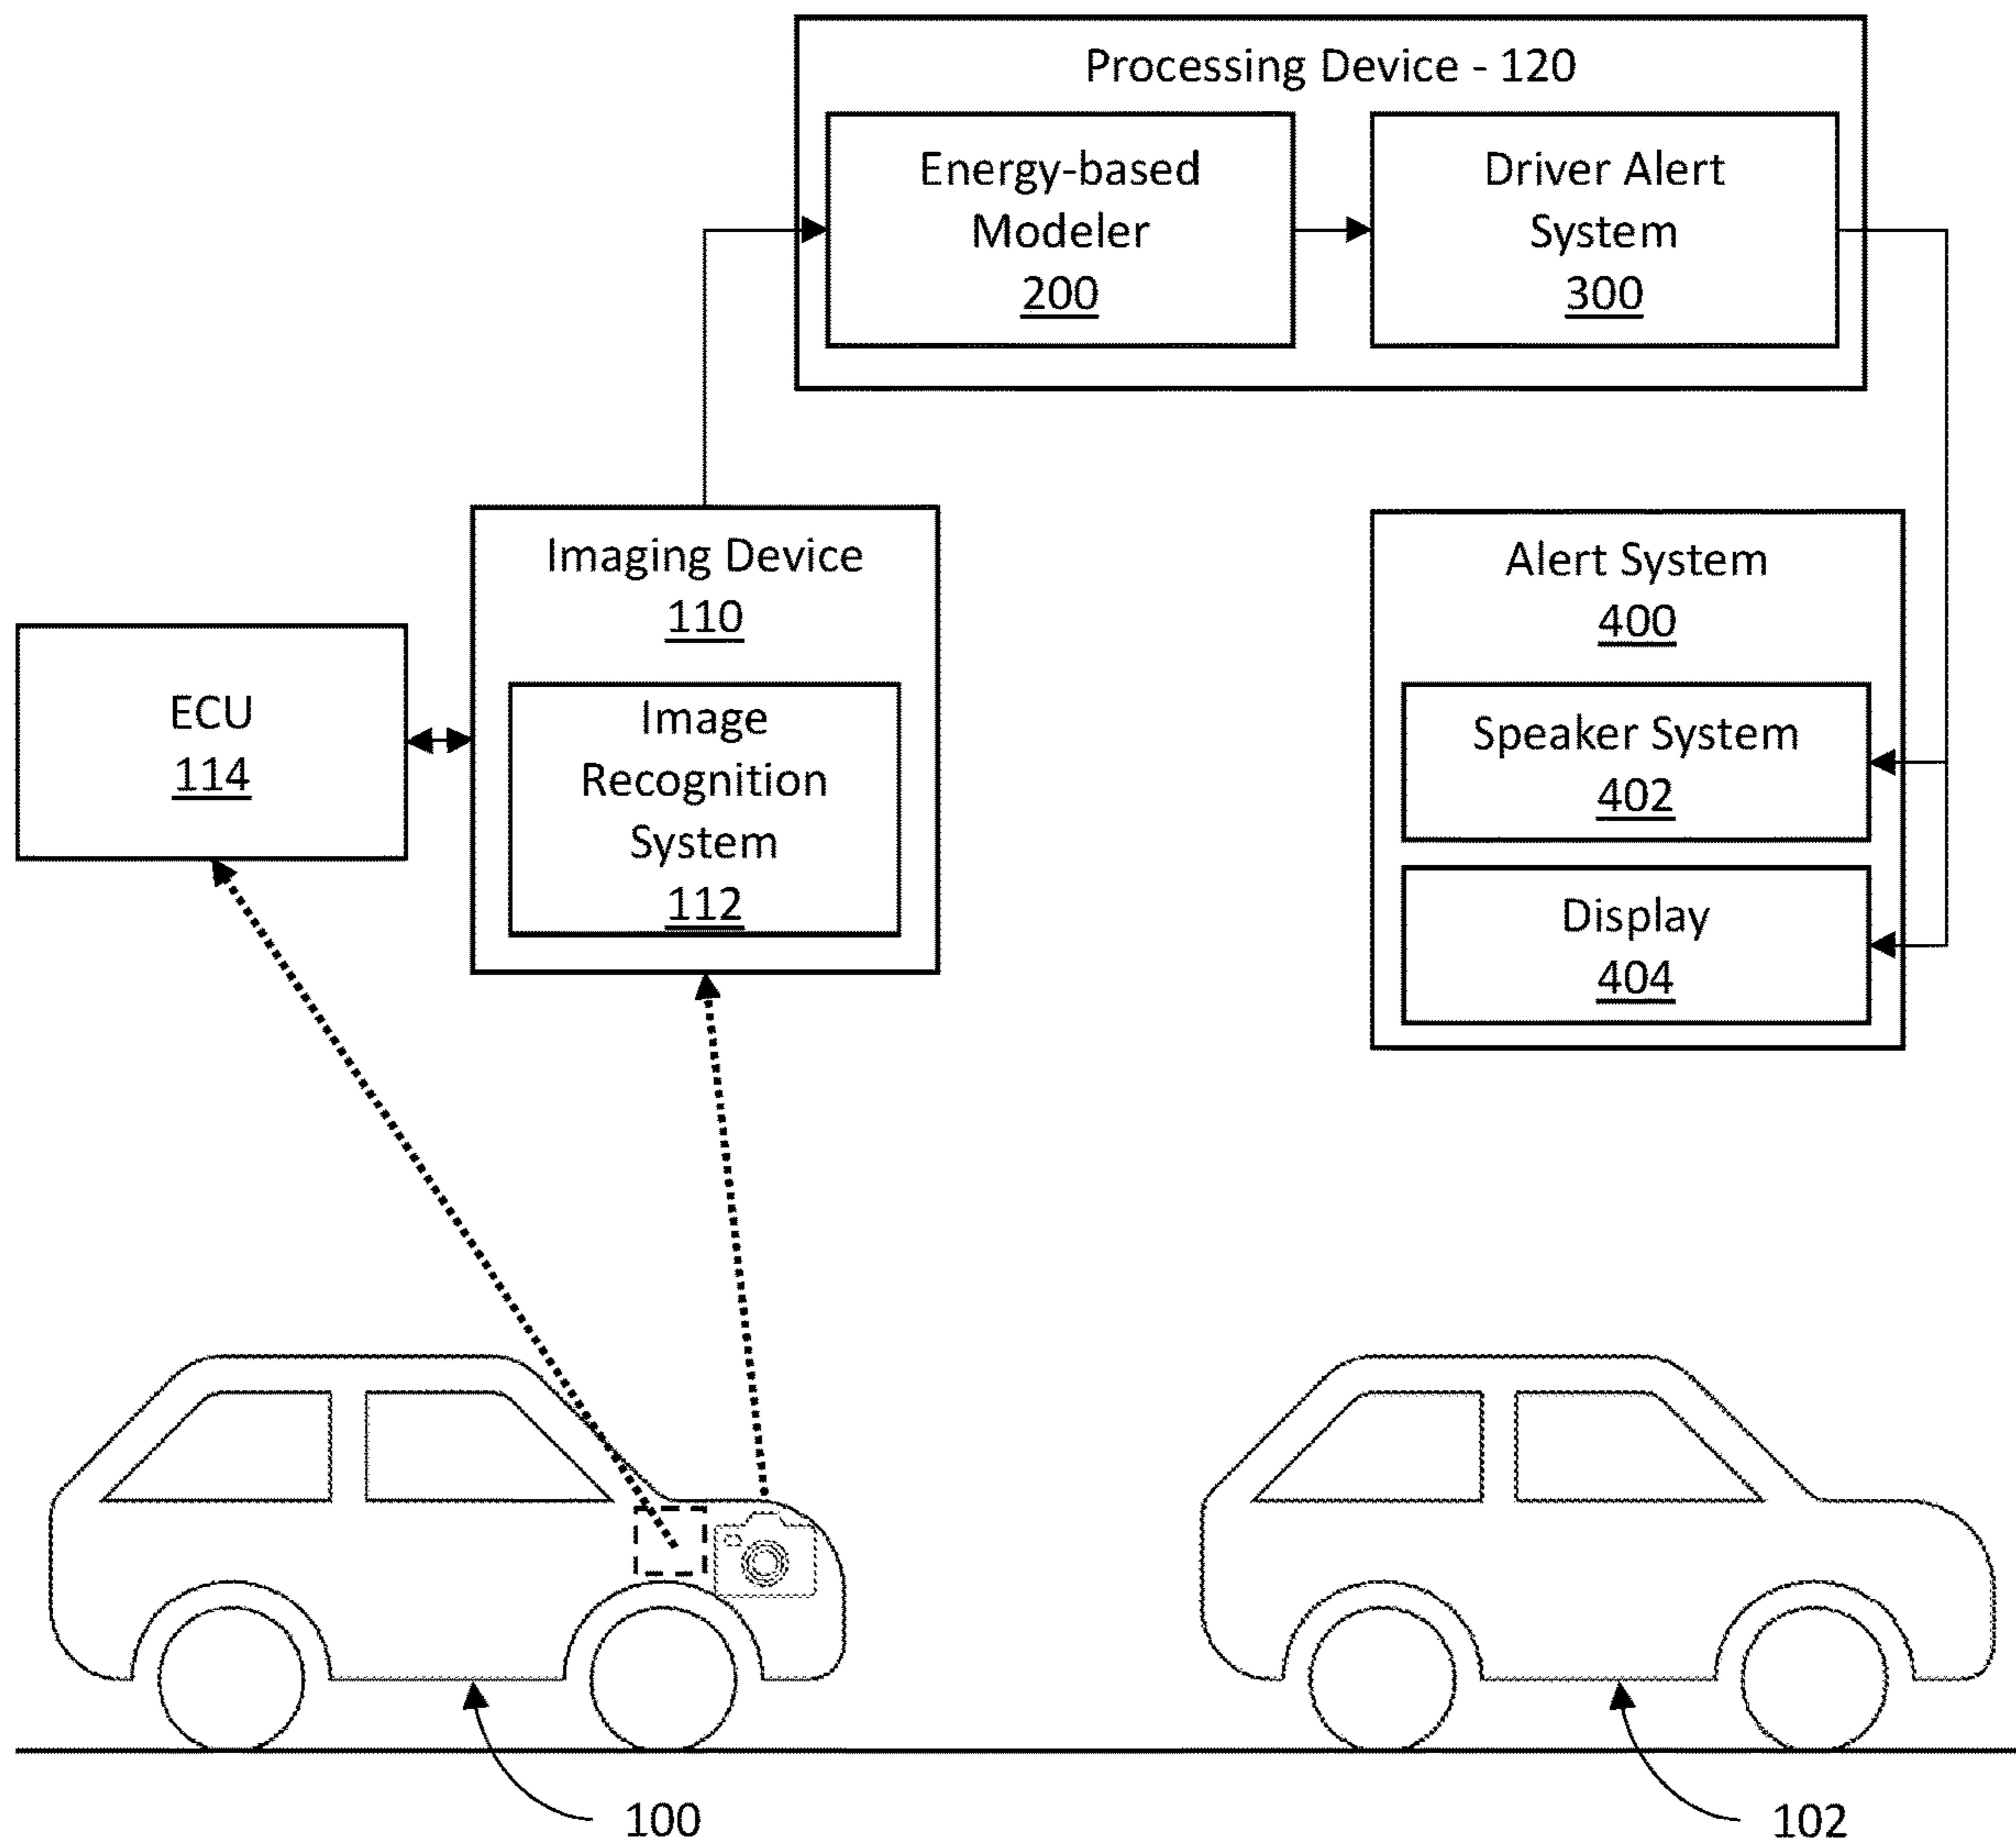 Processing Device - 120
Energy-based
Modeler
200
Driver Alert
System
300
Imaging Device
110
Image
Recognition
System
112
ECU
114
Alert System
400
Speaker System
402
Display
404
100
102